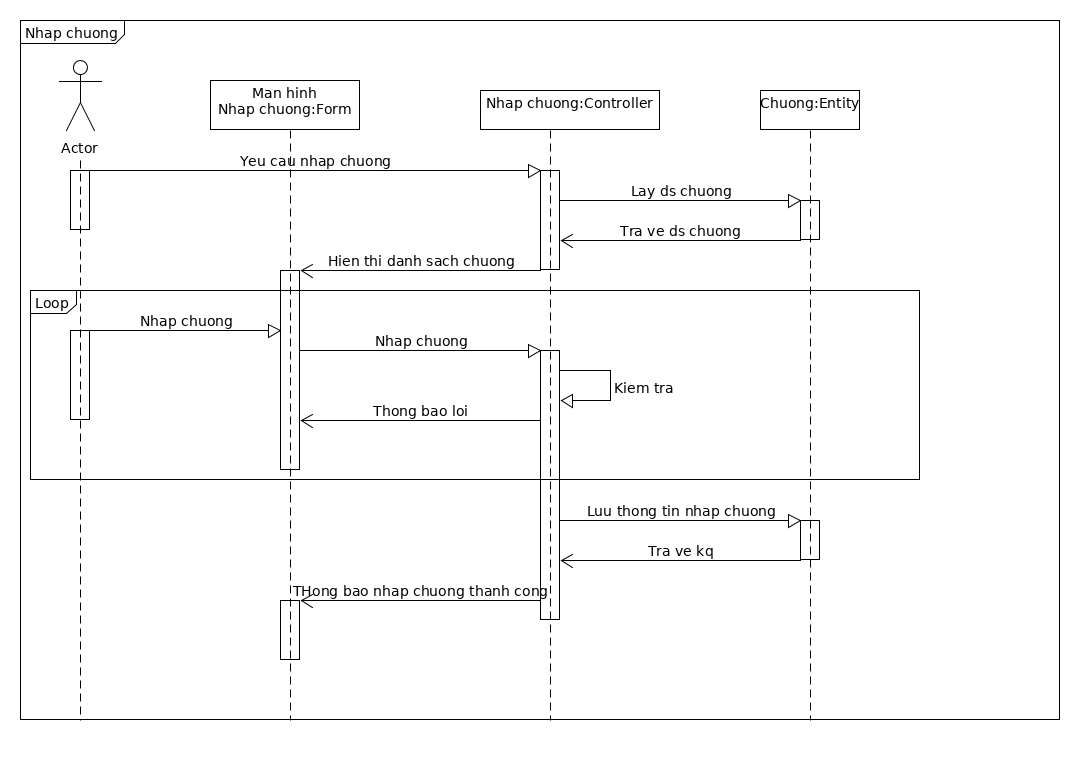 Nhap chuong
Man hinh
Nhap chuong:Form
Nhap chuong:Controller
Chuong:Entity
Actor
Yeu cau nhap chuong
Lay ds chuong
Tra ve ds chuong
Hien thi danh sach chuong
Loop
Nhap chuong
Nhap chuong
Kiem tra
Thong bao loi
Luu thong tin nhap chuong
Tra ve kq
THong bao nhap chuong thanh cong